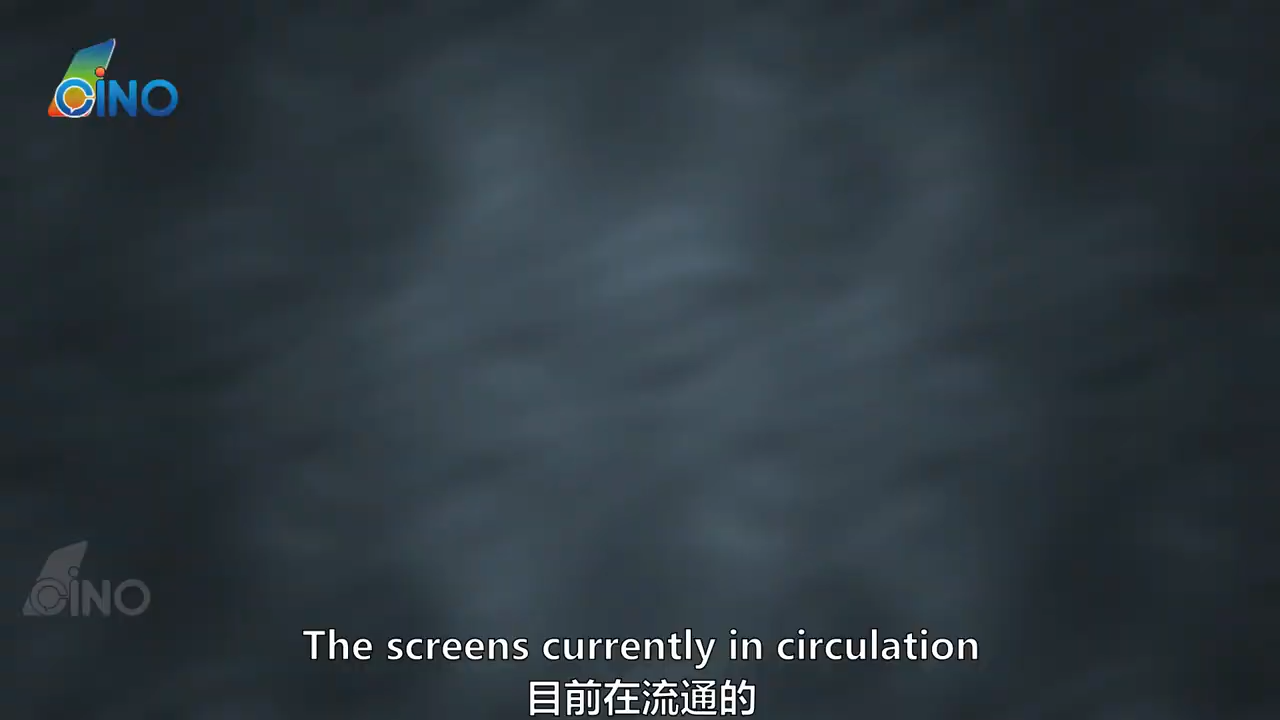 CiNO
CiNO
The screens currently in circulation
目前在流通的